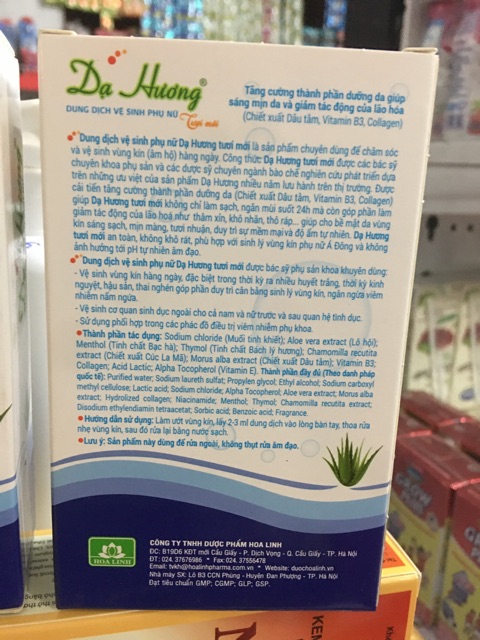 Dạ Hương®
DUNG DỊCH VỆ SINH PHỤ NỮ
Tươi mới
Tăng cường thành phần dưỡng da giúp
sáng mịn da và giảm tác động của lão hóa
(Chiết xuất Dâu tằm, Vitamin B3, Collagen)
• Dung dịch vệ sinh phụ nữ Dạ Hương tươi mới là sản phẩm chuyên dùng để chăm sóc
và vệ sinh vùng kín (âm hộ) hàng ngày. Công thức Dạ Hương tươi mới được các bác sỹ
chuyên khoa phụ sản và các dược sỹ chuyên ngành bào chế nghiên cứu phát triển dựa
trên những ưu việt của sản phẩm Dạ Hương nhiều năm lưu hành trên thị trường. Được
cải tiến tăng cường thành phần dưỡng da (Chiết xuất Dâu tằm, Vitamin B3, Collagen)
giúp Dạ Hương tươi mới không chỉ làm sạch, ngăn mùi suốt 24h mà còn góp phần làm
giảm tác động của lão hoá như thâm xỉn, khô nhăn, thô ráp... giúp cho bề mặt da vùng
kín sáng sạch, mịn màng, tươi nhuận, duy trì sự mềm mại và độ ẩm tự nhiên. Dạ Hương
tươi mới an toàn, không khô rát, phù hợp với sinh lý vùng kín phụ nữ Á Đông và không
ảnh hưởng tới pH tự nhiên âm đạo.
• Dung dịch vệ sinh phụ nữ Dạ Hương tươi mới được bác sỹ phụ sản khoa khuyên dùng:
- Vệ sinh vùng kín hàng ngày, đặc biệt trong thời kỳ ra nhiều huyết trắng, thời kỳ kinh
nguyệt, hậu sản, thai nghén góp phần duy trì cân bằng sinh lý vùng kín, ngăn ngừa viêm
nhiễm nấm ngứa.
- Vệ sinh cơ quan sinh dục ngoài cho cả nam và nữ trước và sau quan hệ tình dục.
- Sử dụng phối hợp trong các phác đồ điều trị viêm nhiễm phụ khoa.
• Thành phần tác dụng: Sodium chloride (Muối tinh khiết); Aloe vera extract (Lô hội);
Menthol (Tinh chất Bạc hà); Thymol (Tinh chất Bách lý hương); Chamomilla recutita
extract (Chiết xuất Cúc La Mã); Morus alba extract (Chiết xuất Dâu tằm); Vitamin B3;
Collagen; Acid Lactic; Alpha Tocopherol (Vitamin E). Thành phần đầy đủ (Theo danh pháp
quốc tế): Purified water; Sodium laureth sulfat; Propylen glycol; Ethyl alcohol; Sodium carboxyl
methyl cellulose; Lactic acid; Sodium chloride; Alpha Tocopherol; Aloe vera extract; Morus alba
extract; Hydrolized collagen; Niacinamide; Menthol; Thymol; Chamomilla recutita extract;
Disodium ethylendiamin tetraacetat; Sorbic acid; Benzoic acid; Fragrance.
• Hướng dẫn sử dụng: Làm ướt vùng kín, lấy 2-3 ml dung dịch vào lòng bàn tay, thoa rửa
nhẹ vùng kín, sau đó rửa lại bằng nước sạch.
• Lưu ý: Sản phẩm này dùng để rửa ngoài, không thụt rửa âm đạo.
HOA LINH
CÔNG TY TNHH DƯỢC PHẨM HOA LINH
ĐC: B19D6 KĐT mới Cầu Giấy - P. Dịch Vọng - Q. Cầu Giấy - TP. Hà Nội
ĐT: 024. 37676986 * Fax: 024. 37555478
Email: tvkh@hoalinhpharma.com.vn * Website: duochoalinh.vn
Nhà máy SX: Lô B3 CCN Phùng - Huyện Đan Phượng - TP. Hà Nội
Đạt tiêu chuẩn GMP; CGMP; GLP; GSP.
KEM